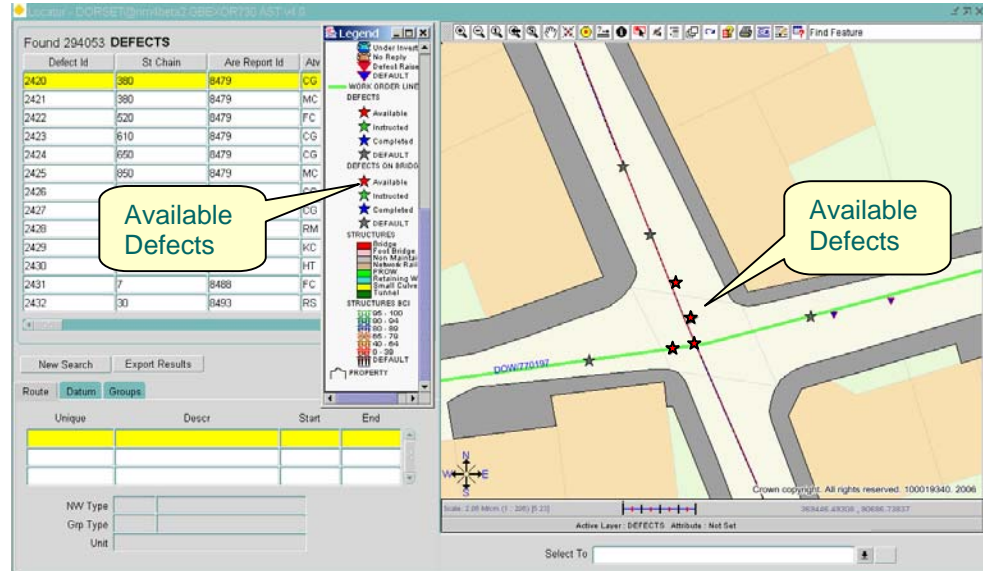 Locator - DORSET@nm4beta2.GBEXOR730 AST v4.0
Found 294053 DEFECTS
Defect Id St Chain Are Report Id Atv
2420 380 8479 CG
2421 380 8479 MC
2422 520 8479 FC
2423 610 8479 CG
2424 650 8479 CG
2425 850 8479 MC
2426
2427 CG
2428 RM
2429 KC
2430 HT
2431 7 8488 FC
2432 30 8493 RS
New Search Export Results
Route Datum Groups
Unique Descr Start End
NW Type
Grp Type
Unit
Legend
Under Invest
No Reply
Defect Raise
DEFAULT
WORK ORDER LINE
DEFECTS
Available
Instructed
Completed
DEFAULT
DEFECTS ON BRIDG
Available
Instructed
Completed
DEFAULT
STRUCTURES
Bridge
Foot Bridge
Non Maintai
Network Rai
PROW
Retaining W
Small Culve
Tunnel
STRUCTURES BCI
95 - 100
90 - 94
80 - 89
65 - 79
40 - 64
0 - 39
DEFAULT
PROPERTY
Available
Defects
Find Feature
Available
Defects
DOW/770197
N
W E
S
Crown copyright. All rights reserved. 100019340. 2006
Active Layer : DEFECTS Attribute : Not Set
Select To